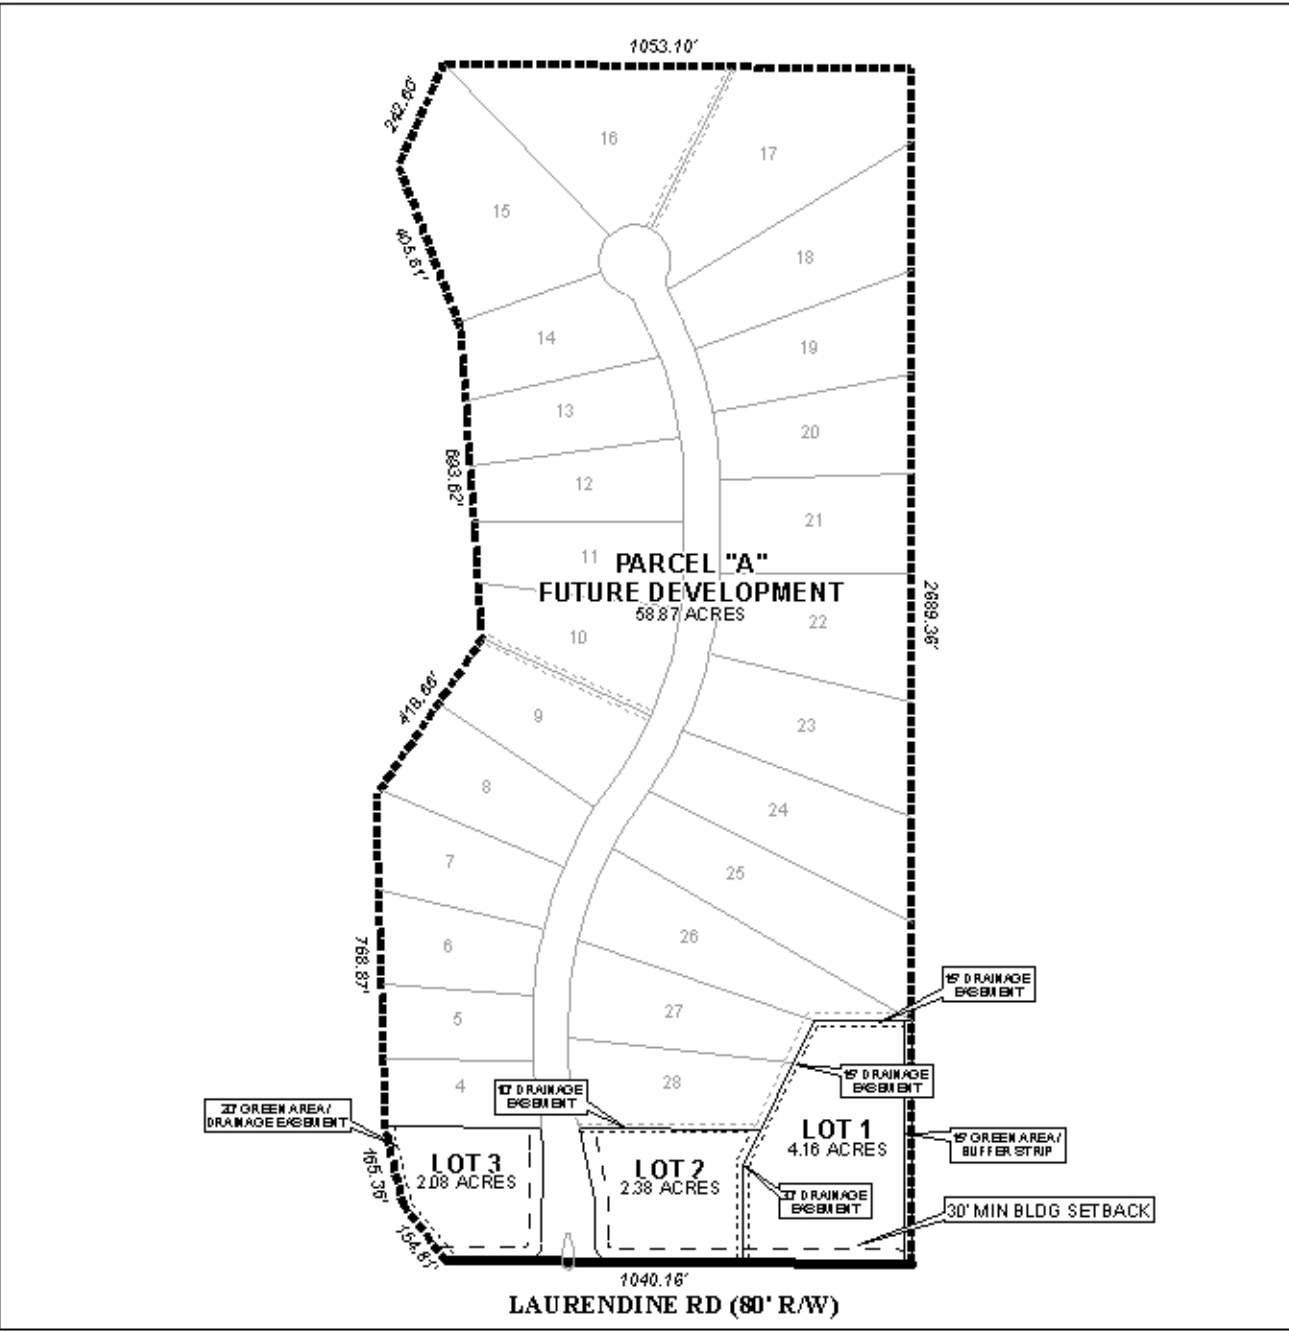 1053.10'
242.60'
16
17
15
405.61'
18
14
19
13
20
693.62'
12
21
11
PARCEL "A"
FUTURE DEVELOPMENT
58.87 ACRES
22
2689.36'
10
418.66'
9
23
8
24
7
25
26
6
768.87'
15' DRAINAGE
EASEMENT
27
5
15' DRAINAGE
EASEMENT
28
4
10' DRAINAGE
EASEMENT
20' GREEN AREA/
DRAINAGE EASEMENT
LOT 1
4.16 ACRES
15' GREEN AREA/
BUFFER STRIP
165.36'
LOT 3
2.08 ACRES
LOT 2
2.38 ACRES
DRAINAGE
EASEMENT
30' MIN BLDG SETBACK
154.81'
1040.16'
LAURENDINE RD (80' R/W)